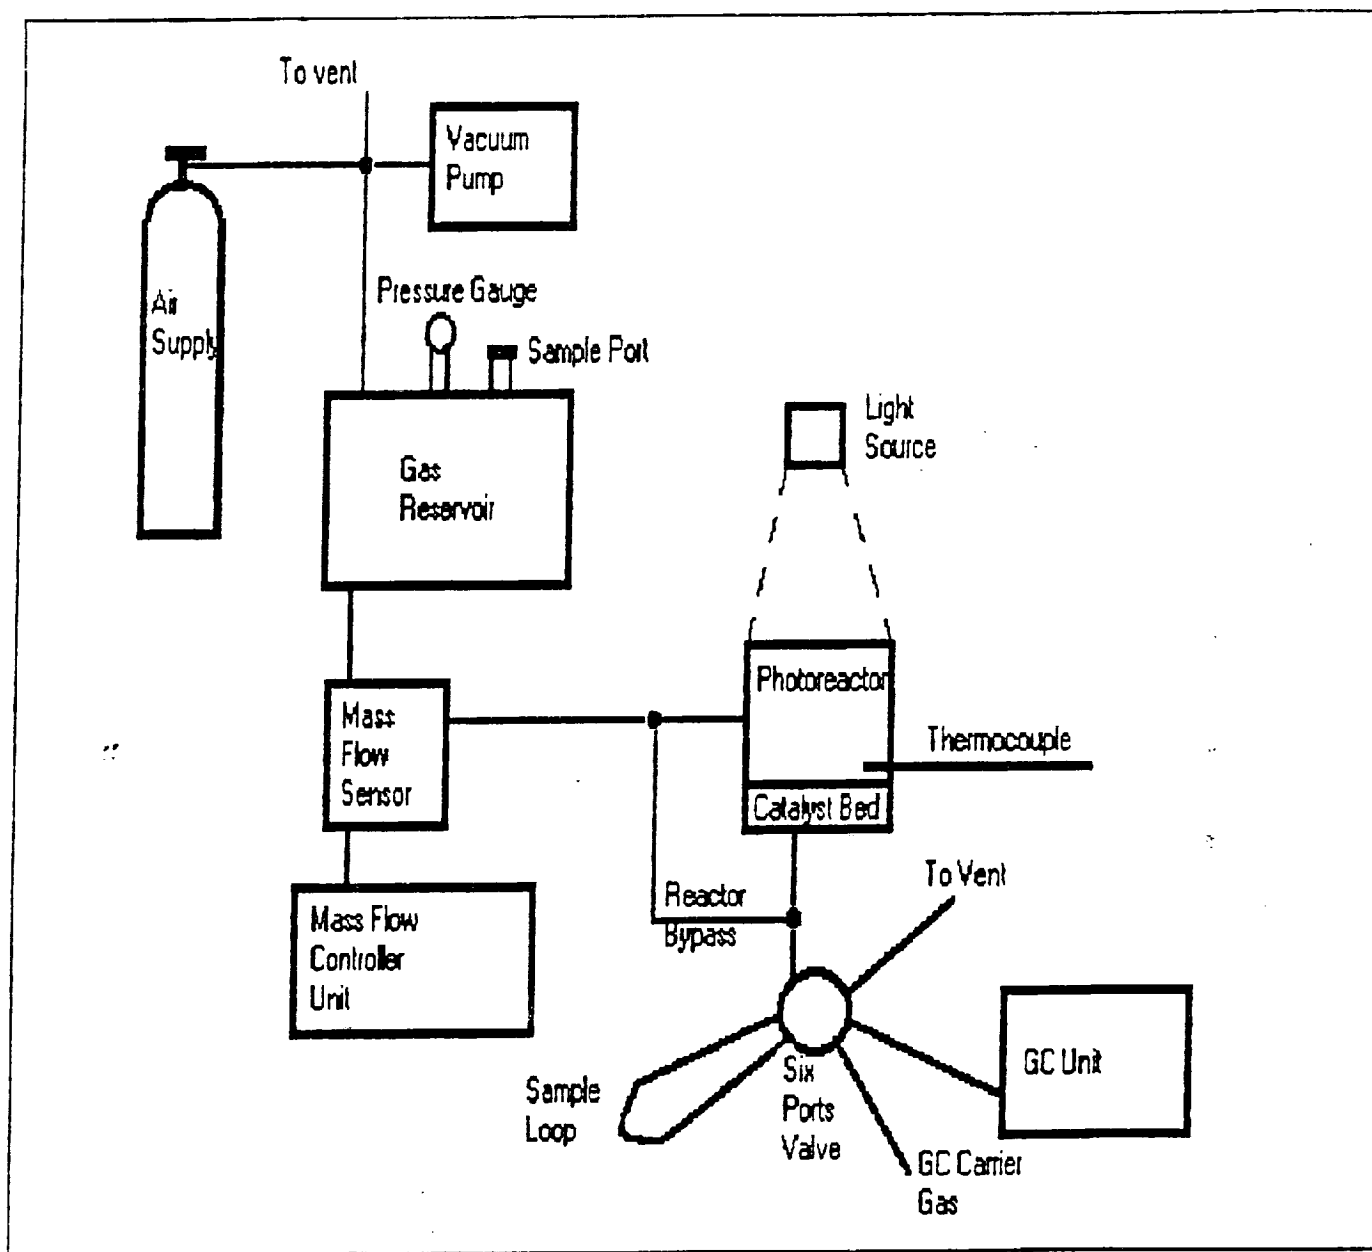 To vent
Vacuum
Pump
Air
Supply
Pressure Gauge
Sample Port
Gas
Reservoir
Light
Source
Photoreactor
Thermocouple
Catalyst Bed
Mass
Flow
Sensor
Reactor
Bypass
To Vent
Mass Flow
Controller
Unit
GC Unit
Sample
Loop
Six
Ports
Valve
GC Carrier
Gas